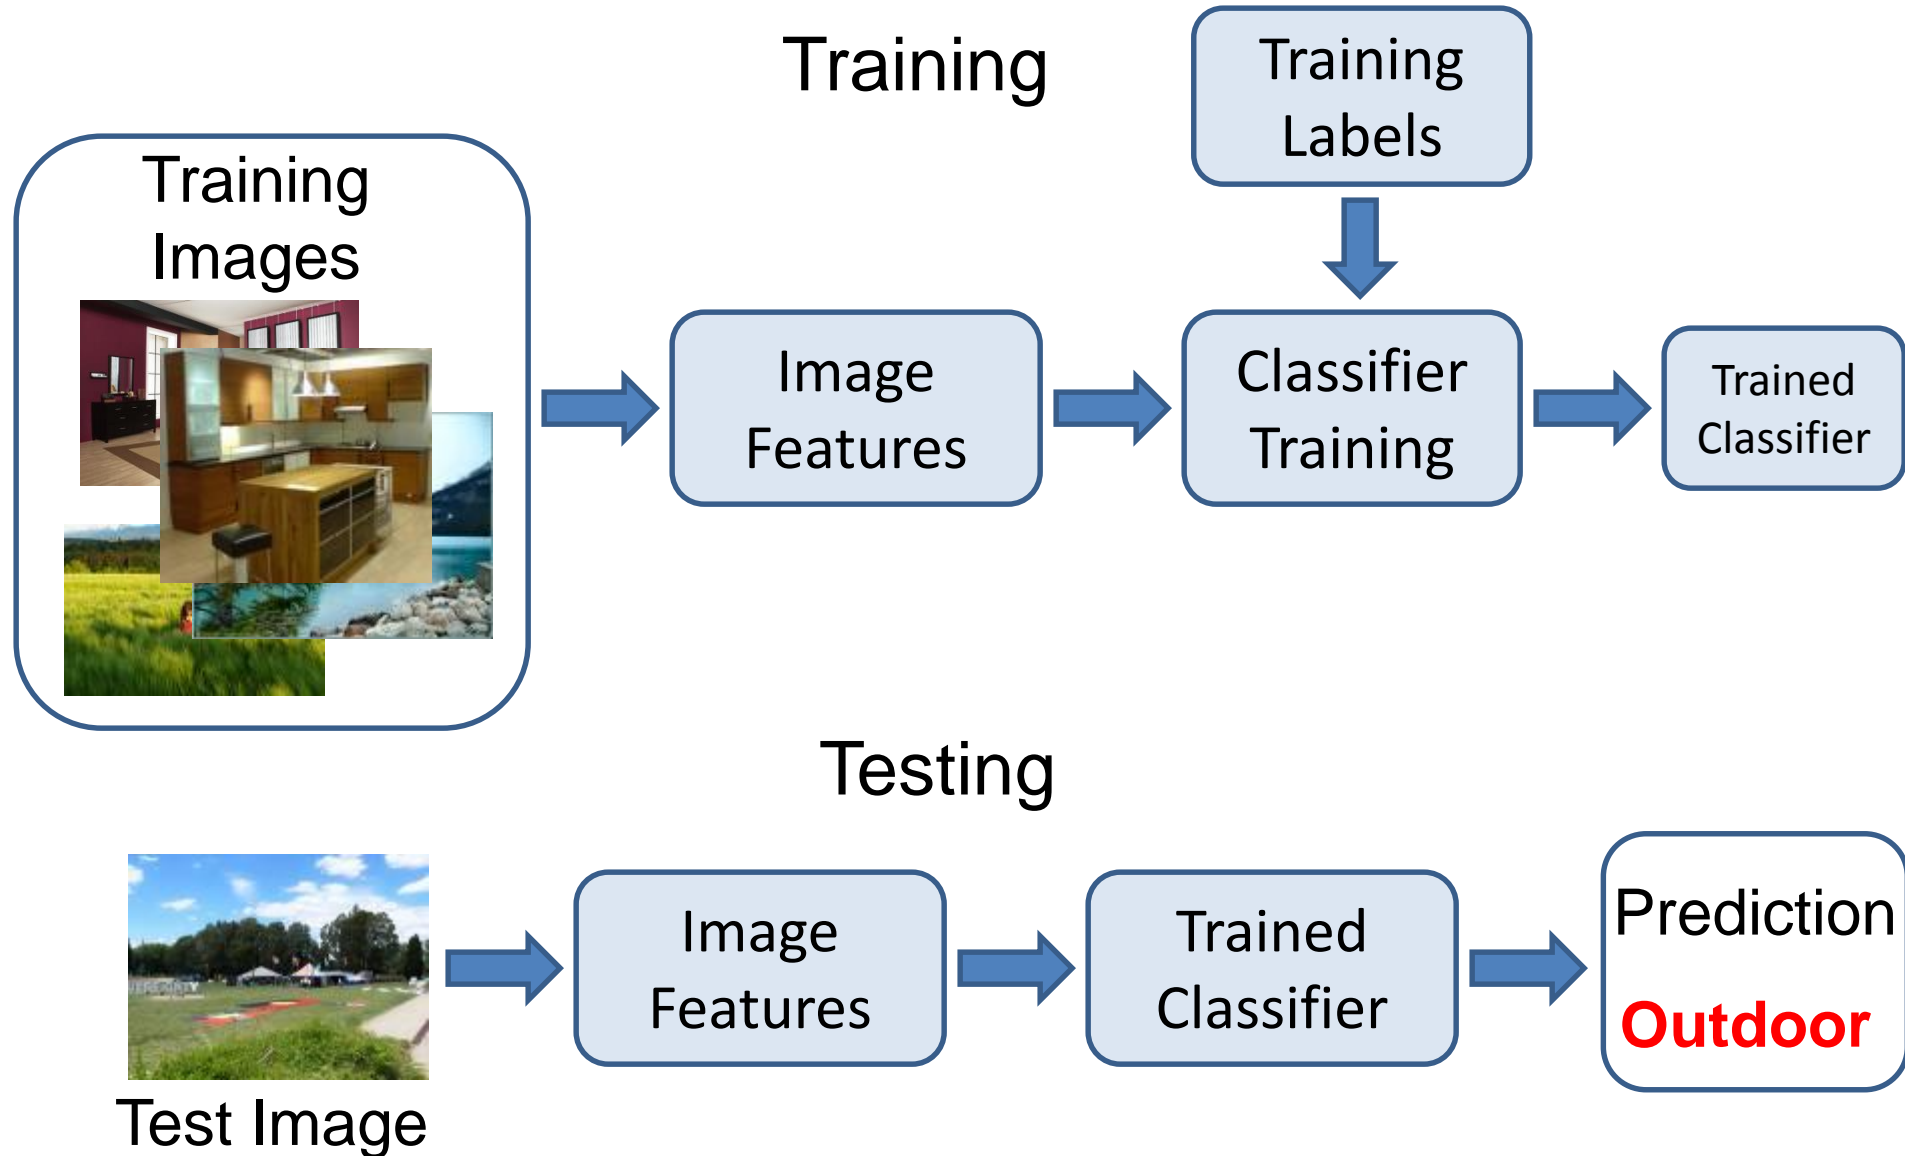 Training
Training
Labels
Training
Images
Image
Features
Classifier
Training
Trained
Classifier
Testing
Image
Features
Trained
Classifier
Prediction
Outdoor
Test Image